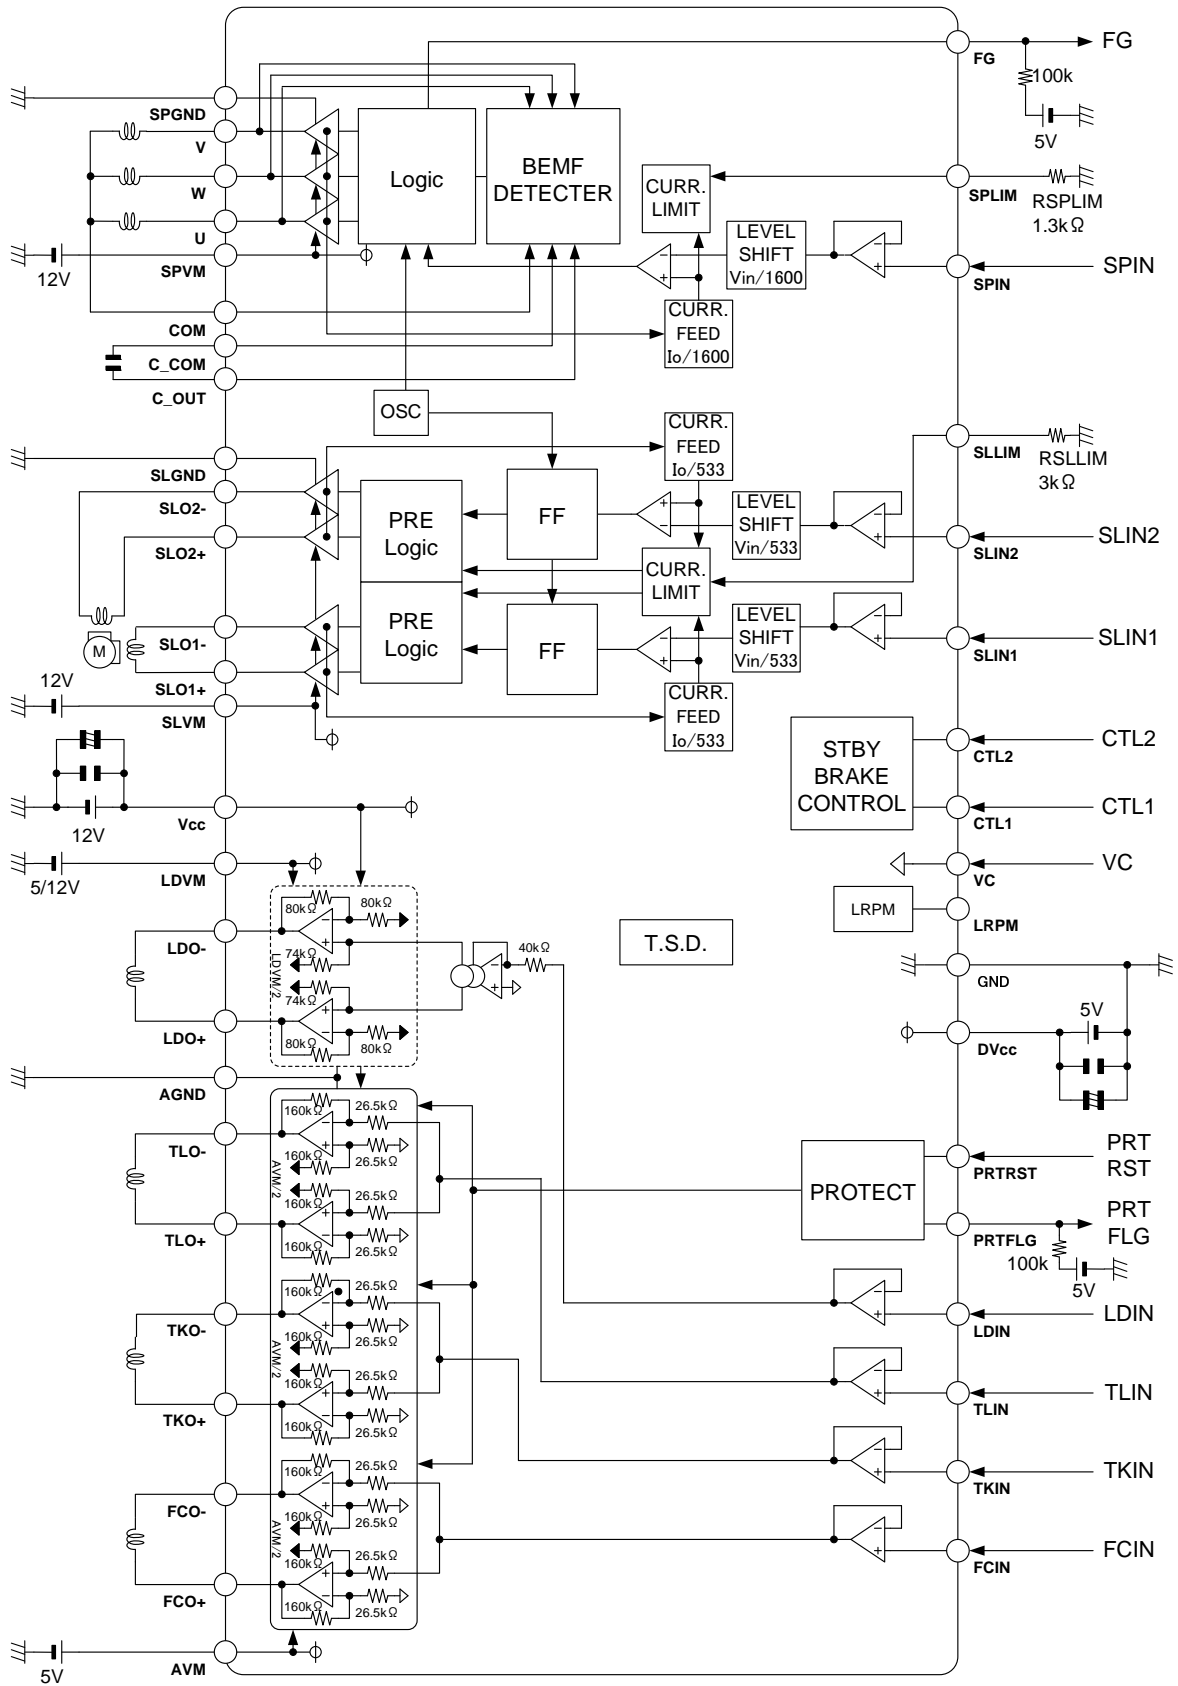 FG
FG
100k
5V
SPGND
V
W
U
SPVM
12V
Logic
BEMF
DETECTER
CURR.
LIMIT
SPLIM
RSPLIM
1.3kΩ
LEVEL
SHIFT
Vin/1600
SPIN
SPIN
CURR.
FEED
Io/1600
COM
C_COM
C_OUT
OSC
CURR.
FEED
Io/533
SLLIM
RSLLIM
3kΩ
SLGND
SLO2-
SLO2+
PRE
Logic
FF
LEVEL
SHIFT
Vin/533
SLIN2
SLIN2
CURR.
LIMIT
M
SLO1-
SLO1+
PRE
Logic
FF
LEVEL
SHIFT
Vin/533
SLIN1
SLIN1
12V
SLVM
CURR.
FEED
Io/533
STBY
BRAKE
CONTROL
CTL2
CTL2
CTL1
CTL1
12V
Vcc
5/12V
LDVM
VC
VC
LRPM
LRPM
80kΩ
80kΩ
LDO-
74kΩ
LDVM/2
74kΩ
40kΩ
T.S.D.
GND
LDO+
80kΩ
80kΩ
5V
DVcc
AGND
160kΩ
26.5kΩ
TLO-
160kΩ
26.5kΩ
AVM/2
160kΩ
26.5kΩ
TLO+
160kΩ
26.5kΩ
PROTECT
PRTRST
PRT
RST
PRTFLG
PRT
FLG
100k
5V
160kΩ
26.5kΩ
TKO-
160kΩ
26.5kΩ
AVM/2
160kΩ
26.5kΩ
TKO+
160kΩ
26.5kΩ
LDIN
LDIN
TLIN
TLIN
TKIN
TKIN
160kΩ
26.5kΩ
FCO-
160kΩ
26.5kΩ
AVM/2
160kΩ
26.5kΩ
FCO+
160kΩ
26.5kΩ
FCIN
FCIN
5V
AVM